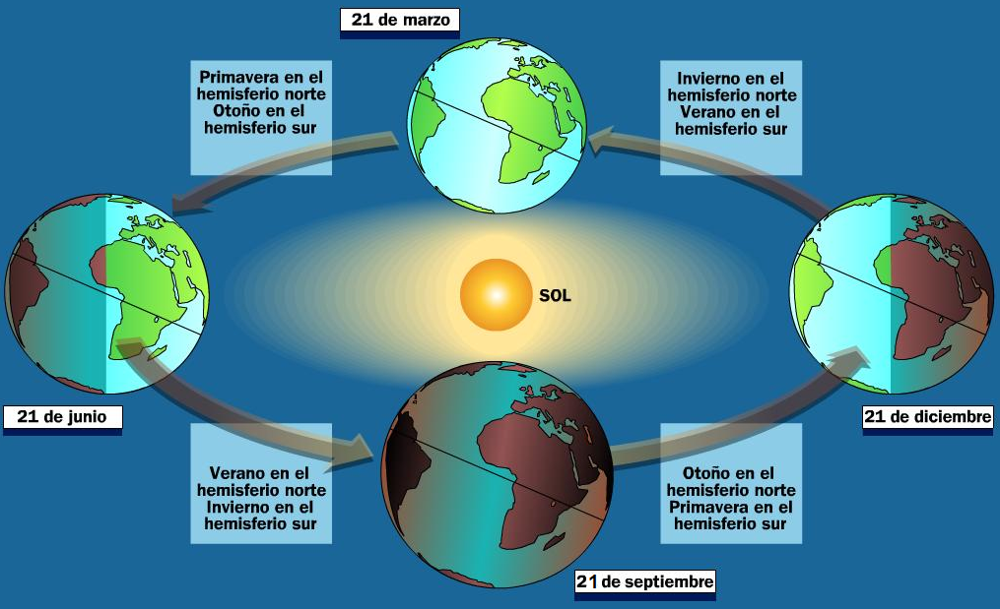 21 de marzo
Primavera en el
hemisferio norte
Otoño en el
hemisferio sur
Invierno en el
hemisferio norte
Verano en el
hemisferio sur
SOL
21 de junio
21 de diciembre
Verano en el
hemisferio norte
Invierno en el
hemisferio sur
Otoño en el
hemisferio norte
Primavera en el
hemisferio sur
21 de septiembre